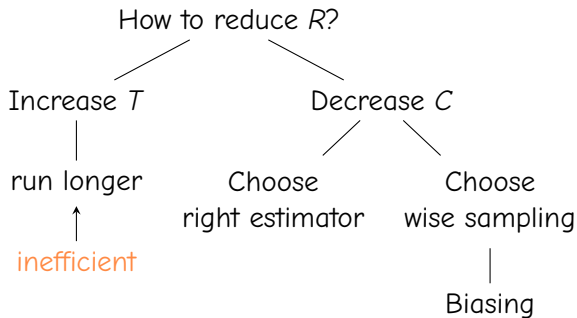 How to reduce R?
Increase T
Decrease C
run longer
Choose
right estimator
Choose
wise sampling
inefficient
Biasing